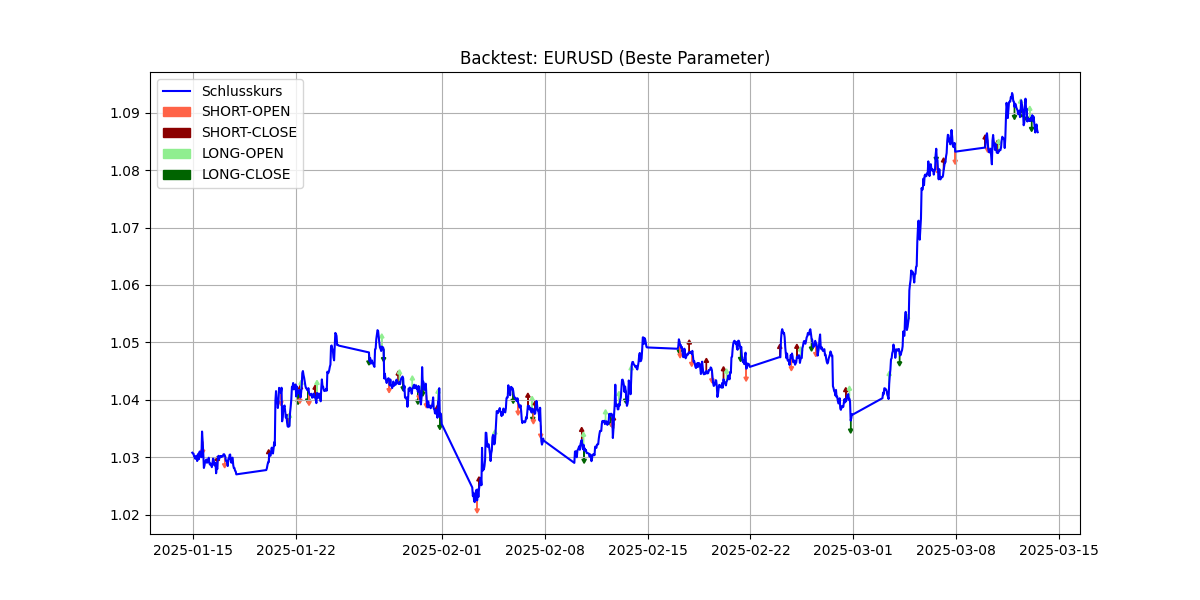 Backtest: EURUSD (Beste Parameter)
Schlusskurs
SHORT-OPEN
SHORT-CLOSE
LONG-OPEN
LONG-CLOSE
1.09
1.08
1.07
1.06
1.05
1.04
1.03
1.02
2025-01-15
2025-01-22
2025-02-01
2025-02-08
2025-02-15
2025-02-22
2025-03-01
2025-03-08
2025-03-15